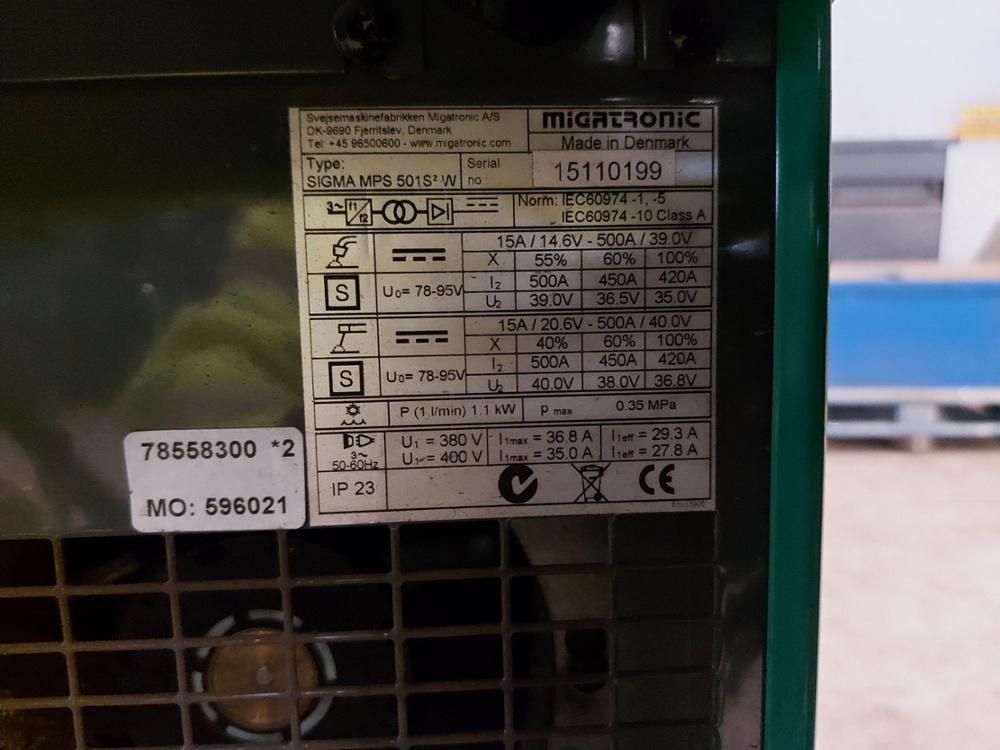 Svejsemaskinefabrikken Migatronic A/S
DK-9690 Fjerritslev, Denmark
Tel: +45 96500600 - www.migatronic.com
MIGATRONIC
Made in Denmark
Type:
SIGMA MPS 501S² W
Serial
no :
15110199
3~ f1
f2
Norm: IEC60974 -1, -5
IEC60974 -10 Class A
15A / 14.6V - 500A / 39.0V
X 55% 60% 100%
S
U0= 78-95V
I2 500A 450A 420A
U2 39.0V 36.5V 35.0V
15A / 20.6V - 500A / 40.0V
X 40% 60% 100%
S
U0= 78-95V
I2 500A 450A 420A
U2 40.0V 38.0V 36.8V
P (1 l/min) 1.1 kW
P max 0.35 MPa
3~
50-60Hz
U1 = 380 V I1max = 36.8 A I1eff = 29.3 A
U1 = 400 V I1max = 35.0 A I1eff = 27.8 A
IP 23
CE
78558300 *2
MO: 596021